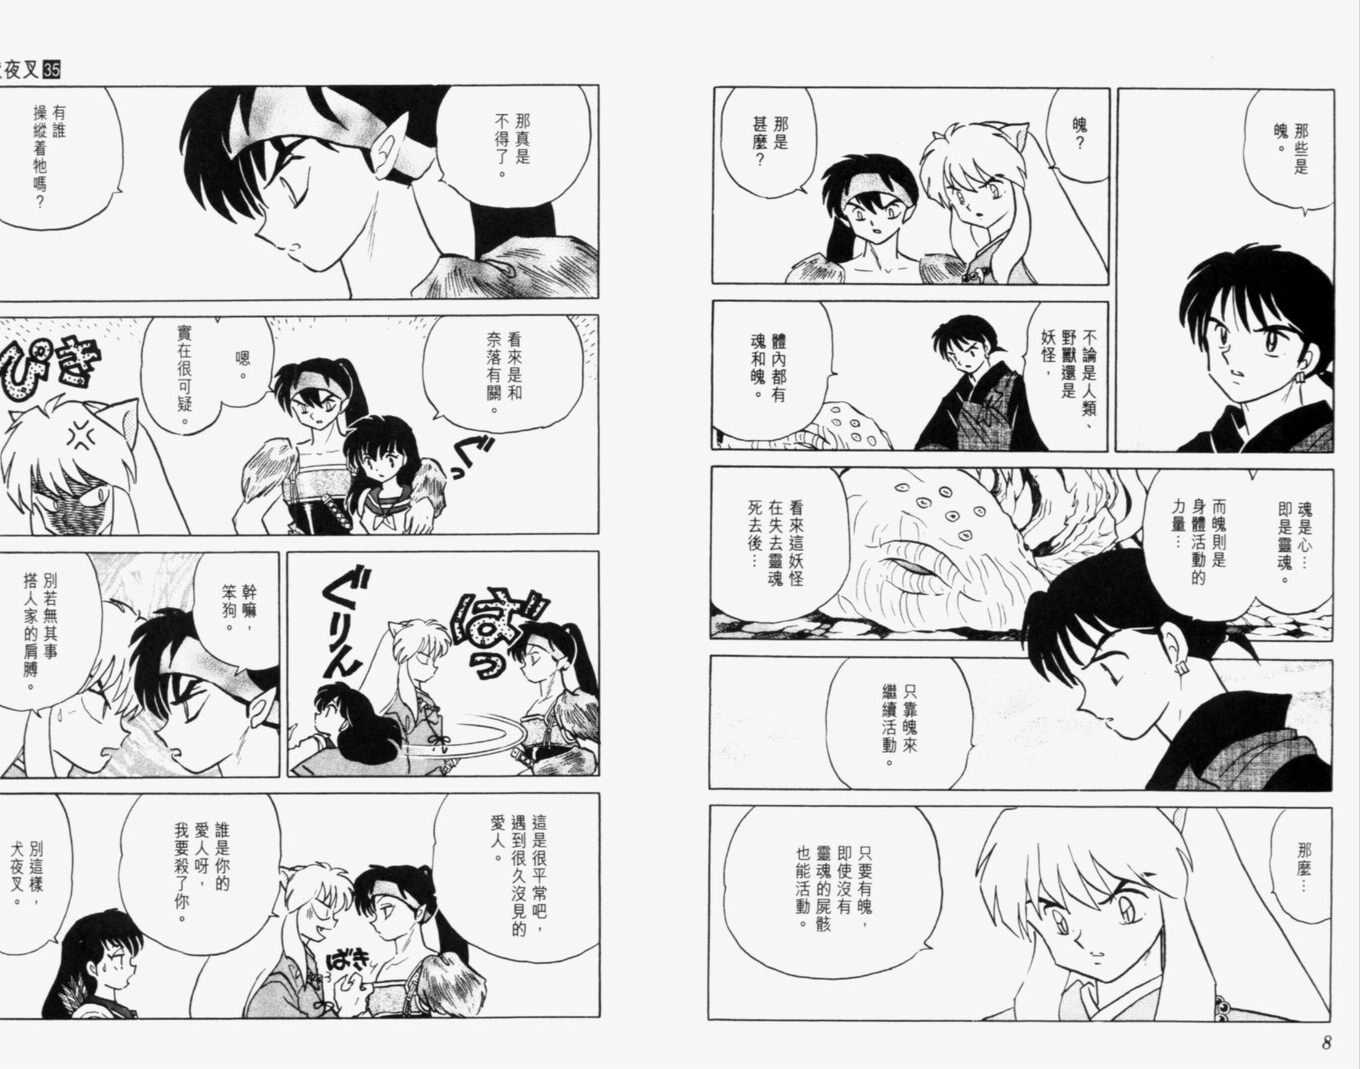 那些是
魄。
魄？
那是
甚麼？
不論是人類、
野獸還是
妖怪，
體內都有
魂和魄。
魂是心…
即是靈魂。
而魄則是
身體活動的
力量…
看來這妖怪
在失去靈魂
死去後…
只靠魄來
繼續活動。
那麼…
只要有魄，
即使沒有
靈魂的屍骸
也能活動。
8
夜叉35
那真是
不得了。
有誰
操縱着牠嗎？
看來是和
奈落有關。
ぐっ
嗯。
實在很可疑。
ぴき
ばっ
ぐりん
幹嘛，
笨狗。
別若無其事
搭人家的肩膊。
這是很平常吧，
遇到很久沒見的
愛人。
ばき
誰是你的
愛人呀，
我要殺了你。
別這樣，
犬夜叉。